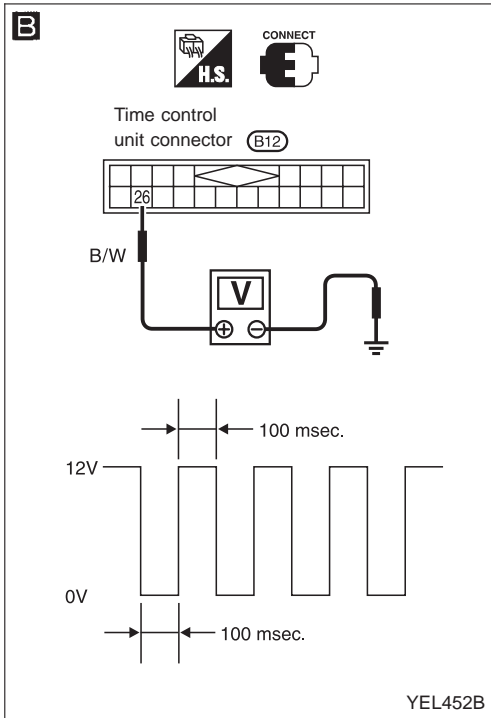 B
CONNECT
H.S.
Time control
unit connector B12
26
B/W
V
+ −
100 msec.
12V
0V
100 msec.
YEL452B